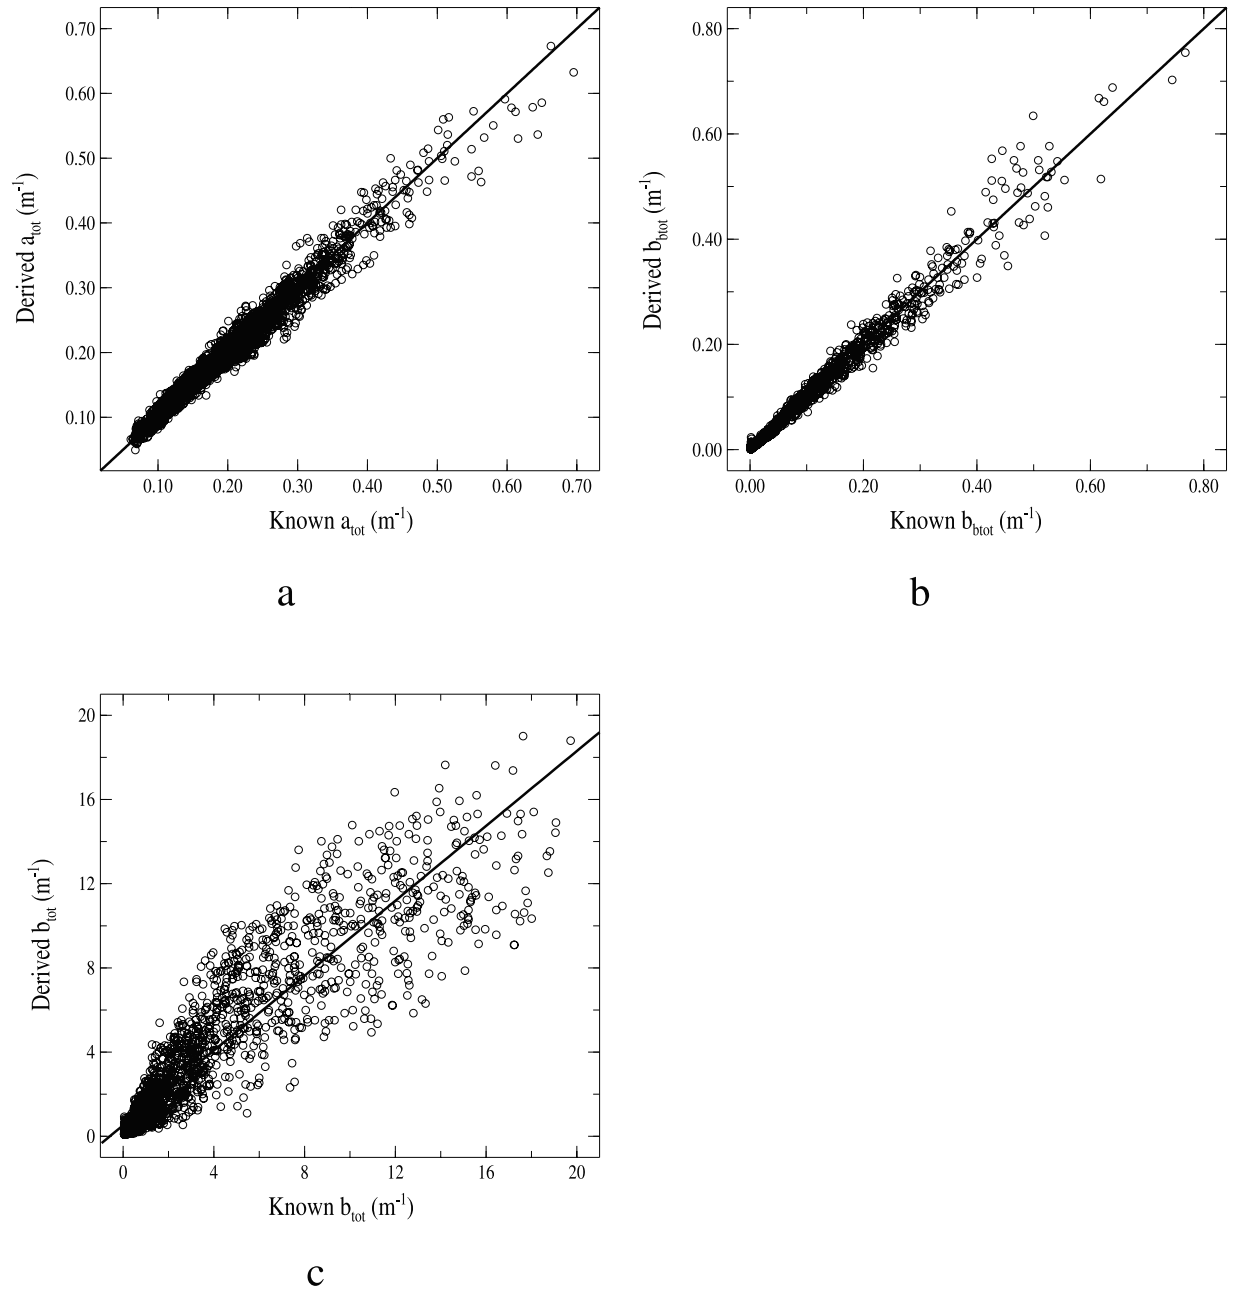 0.70
0.60
0.50
0.40
0.30
0.20
0.10
Derived a_tot (m⁻¹)
0.10 0.20 0.30 0.40 0.50 0.60 0.70
Known a_tot (m⁻¹)
a
0.80
0.60
0.40
0.20
0.00
Derived b_btot (m⁻¹)
0.00 0.20 0.40 0.60 0.80
Known b_btot (m⁻¹)
b
20
16
12
8
4
0
Derived b_tot (m⁻¹)
0 4 8 12 16 20
Known b_tot (m⁻¹)
c